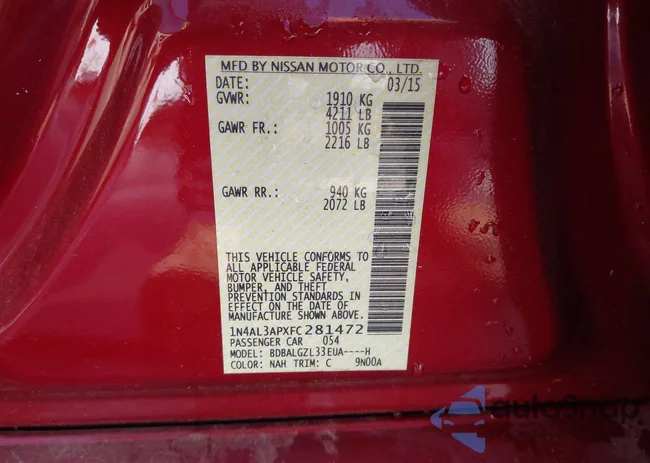 MFD BY NISSAN MOTOR CO., LTD.
DATE: 03/15
GVWR: 1910 KG
4211 LB
GAWR FR.: 1005 KG
2216 LB
GAWR RR.: 940 KG
2072 LB
THIS VEHICLE CONFORMS TO
ALL APPLICABLE FEDERAL
MOTOR VEHICLE SAFETY,
BUMPER, AND THEFT
PREVENTION STANDARDS IN
EFFECT ON THE DATE OF
MANUFACTURE SHOWN ABOVE.
1N4AL3APXFC281472
PASSENGER CAR 054
MODEL: BDBALGZL33EUA----H
COLOR: NAH TRIM: C 9N00A
autoSnap